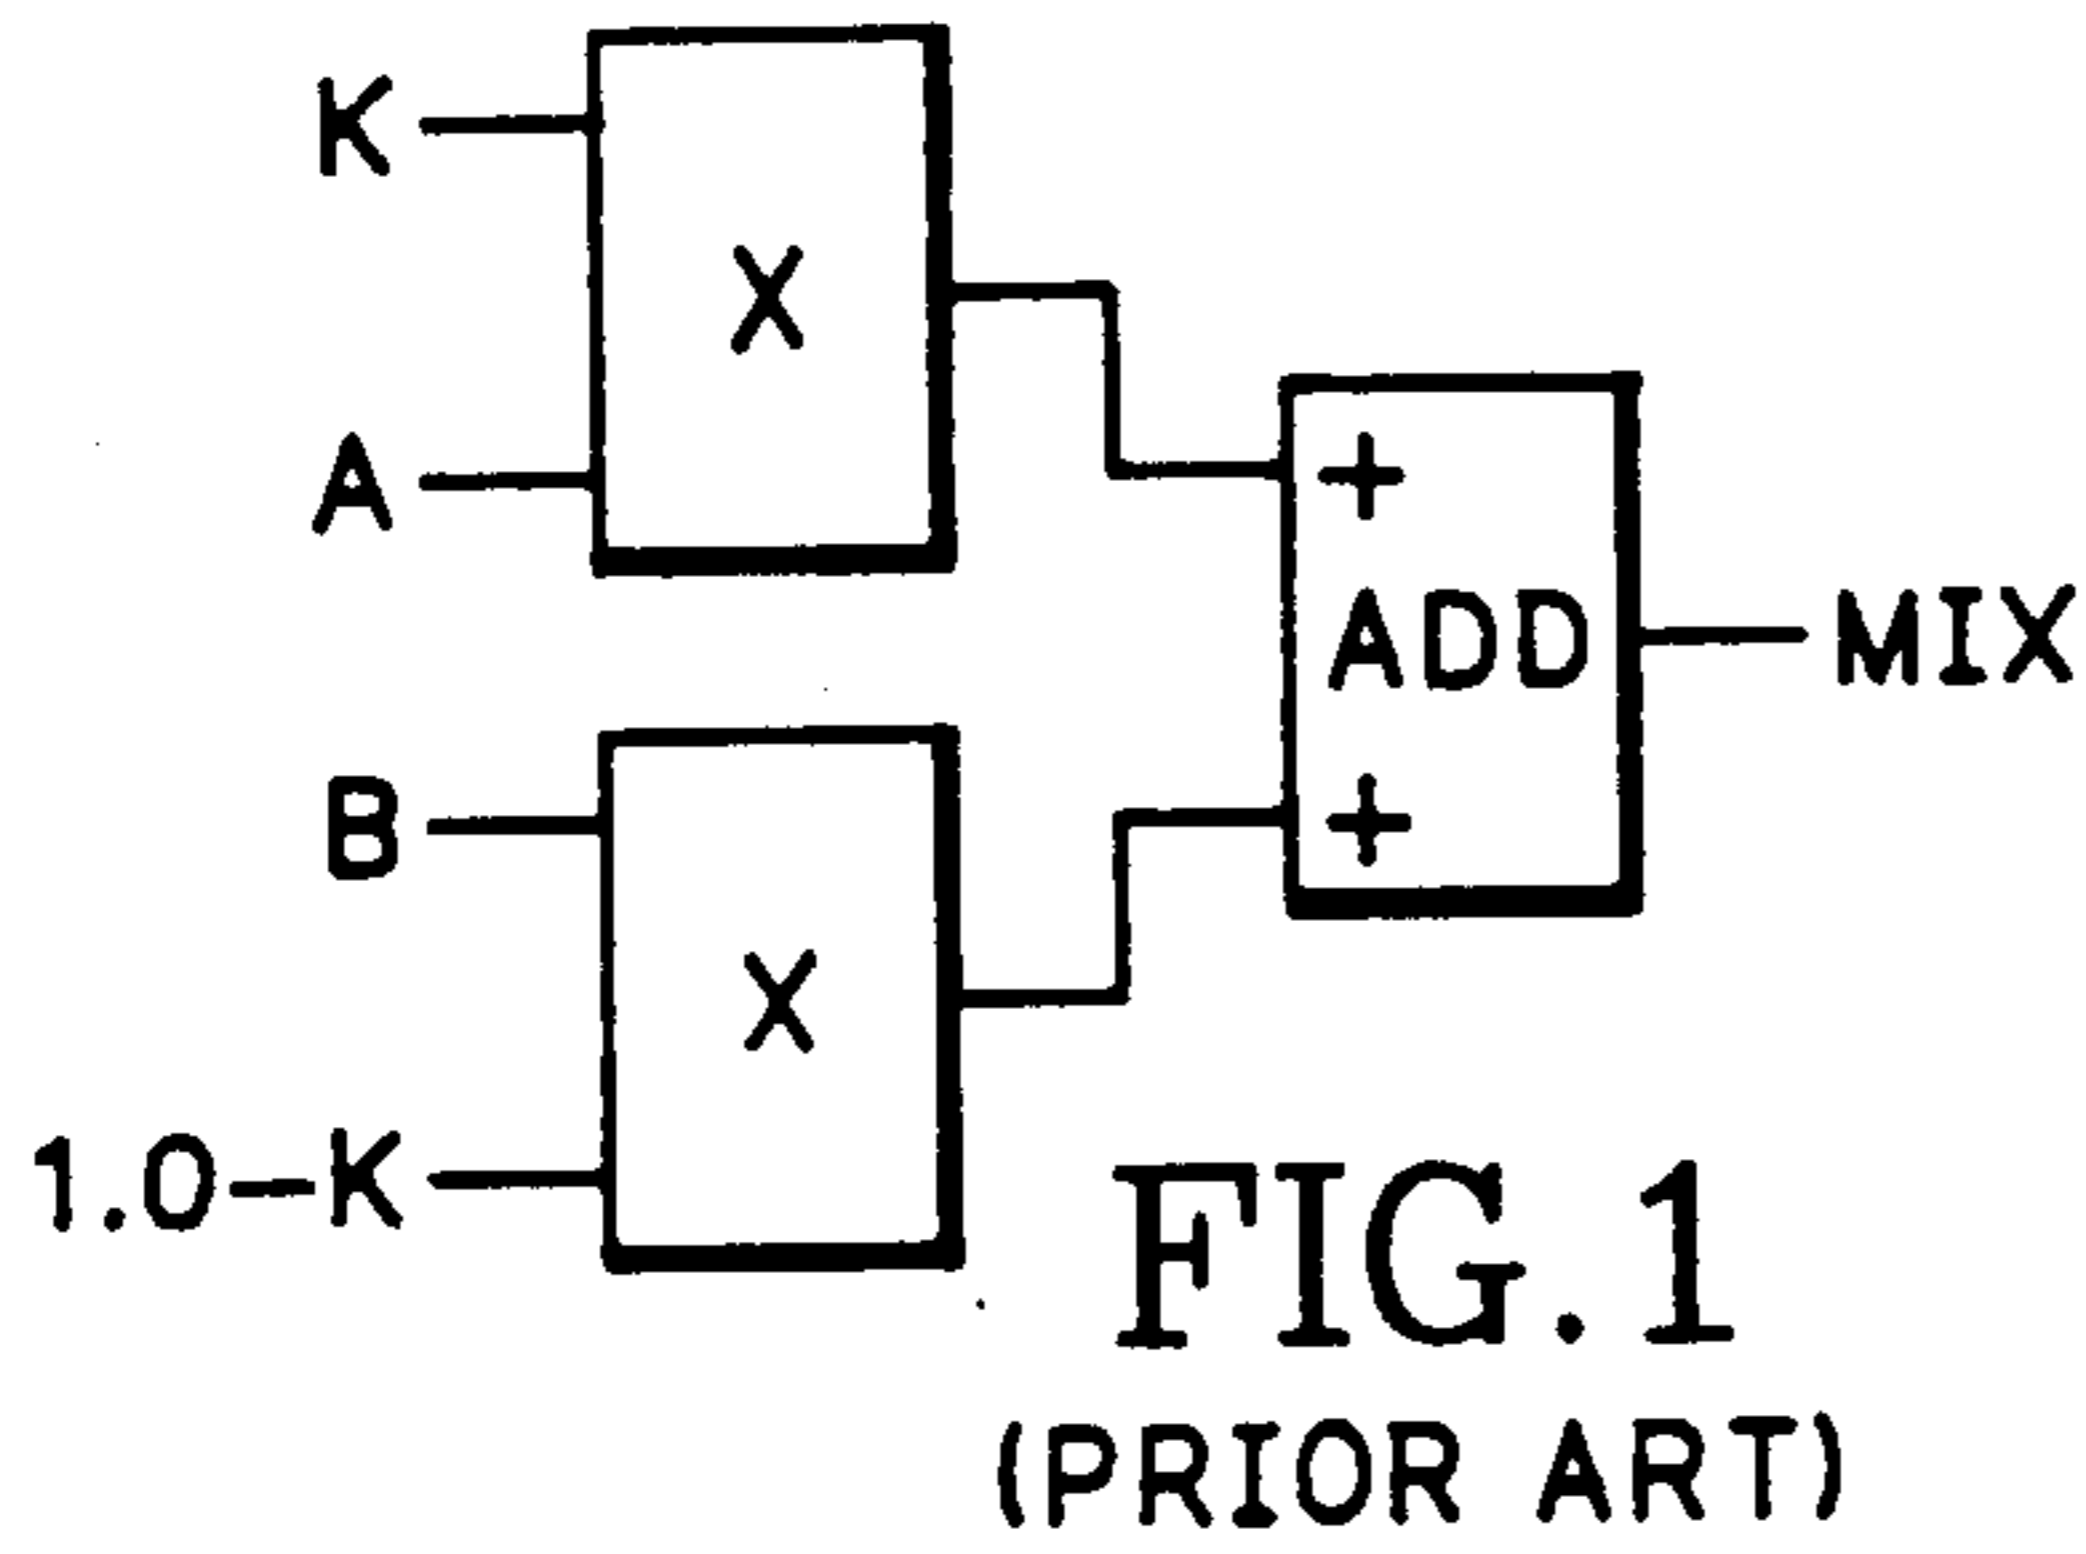 K
X
A
+
ADD
+
MIX
B
X
1.0-K
FIG.1
(PRIOR ART)